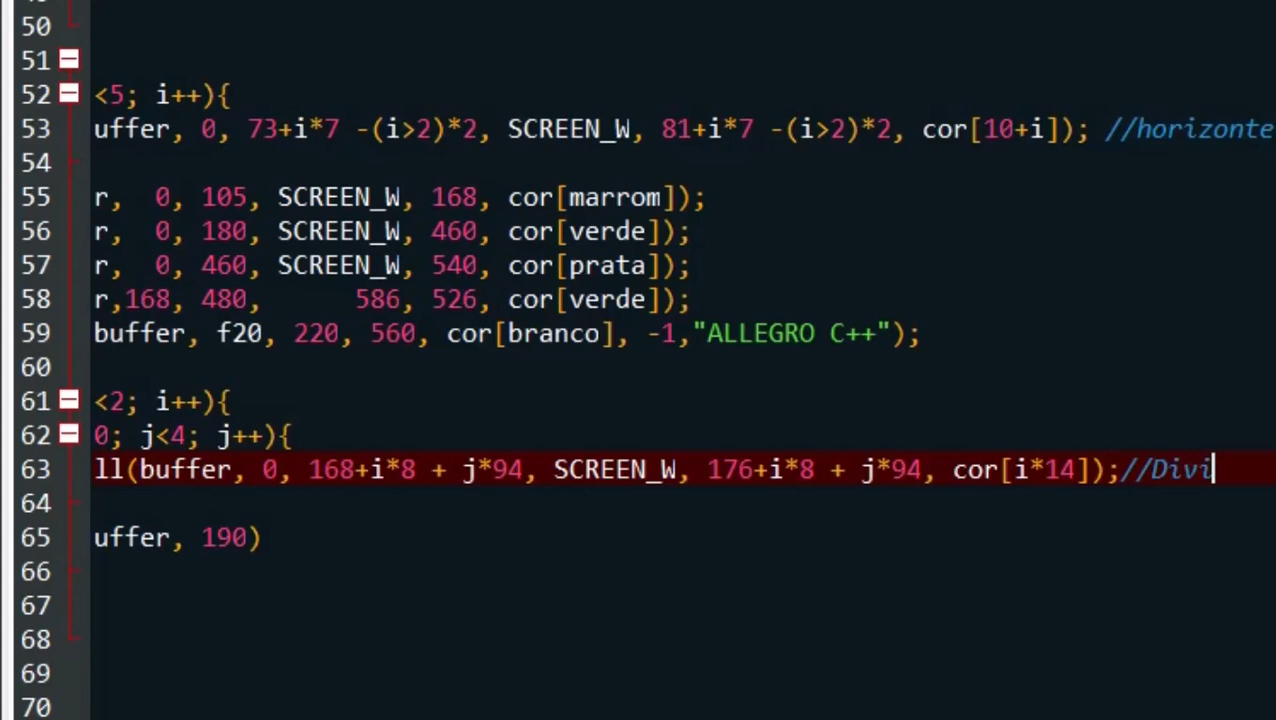 50
51
52 <5; i++){
53 uffer, 0, 73+i*7 -(i>2)*2, SCREEN_W, 81+i*7 -(i>2)*2, cor[10+i]); //horizonte
54
55 r,  0, 105, SCREEN_W, 168, cor[marrom]);
56 r,  0, 180, SCREEN_W, 460, cor[verde]);
57 r,  0, 460, SCREEN_W, 540, cor[prata]);
58 r,168, 480,      586, 526, cor[verde]);
59 buffer, f20, 220, 560, cor[branco], -1,"ALLEGRO C++");
60
61 <2; i++){
62 0; j<4; j++){
63 ll(buffer, 0, 168+i*8 + j*94, SCREEN_W, 176+i*8 + j*94, cor[i*14]);//Divi
64
65 uffer, 190)
66
67
68
69
70